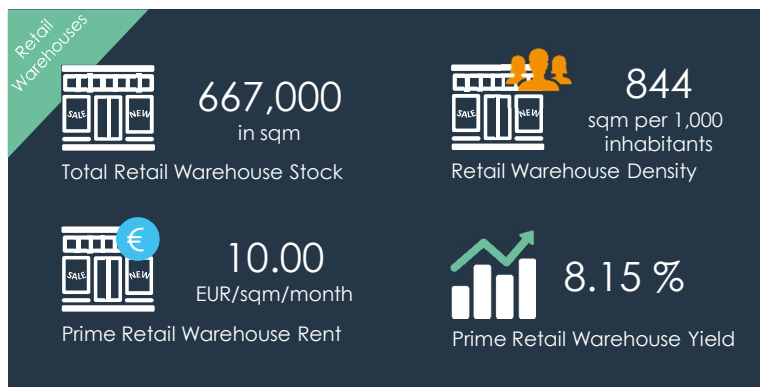 Retail
Warehouses
SALE
NEW
667,000
in sqm
Total Retail Warehouse Stock
SALE
NEW
844
sqm per 1,000
inhabitants
Retail Warehouse Density
SALE
NEW
€
10.00
EUR/sqm/month
Prime Retail Warehouse Rent
8.15 %
Prime Retail Warehouse Yield